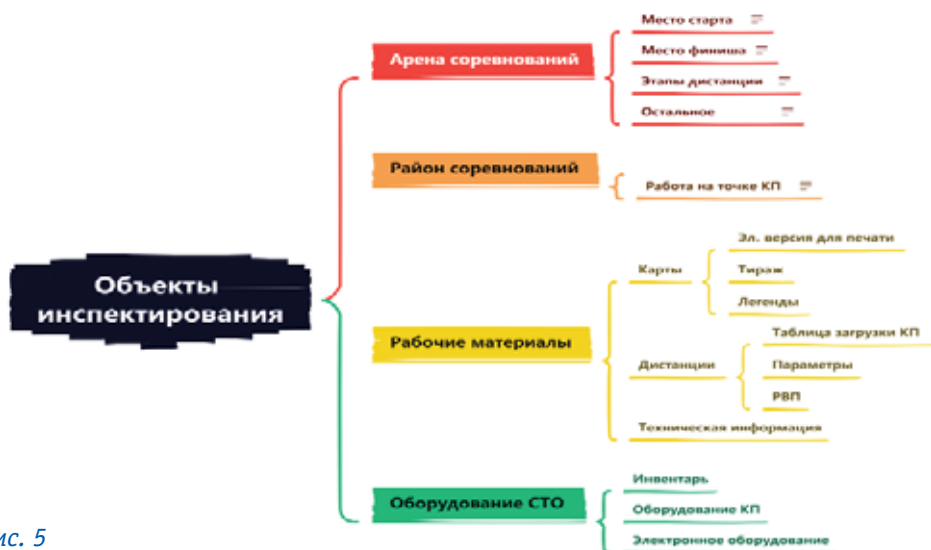 Объекты
инспектирования
Арена соревнований
Место старта
Место финиша
Этапы дистанции
Остальное
Район соревнований
Работа на точке КП
Рабочие материалы
Карты
Эл. версия для печати
Тираж
Легенды
Дистанции
Таблица загрузки КП
Параметры
РВП
Техническая информация
Оборудование СТО
Инвентарь
Оборудование КП
Электронное оборудование
ис. 5